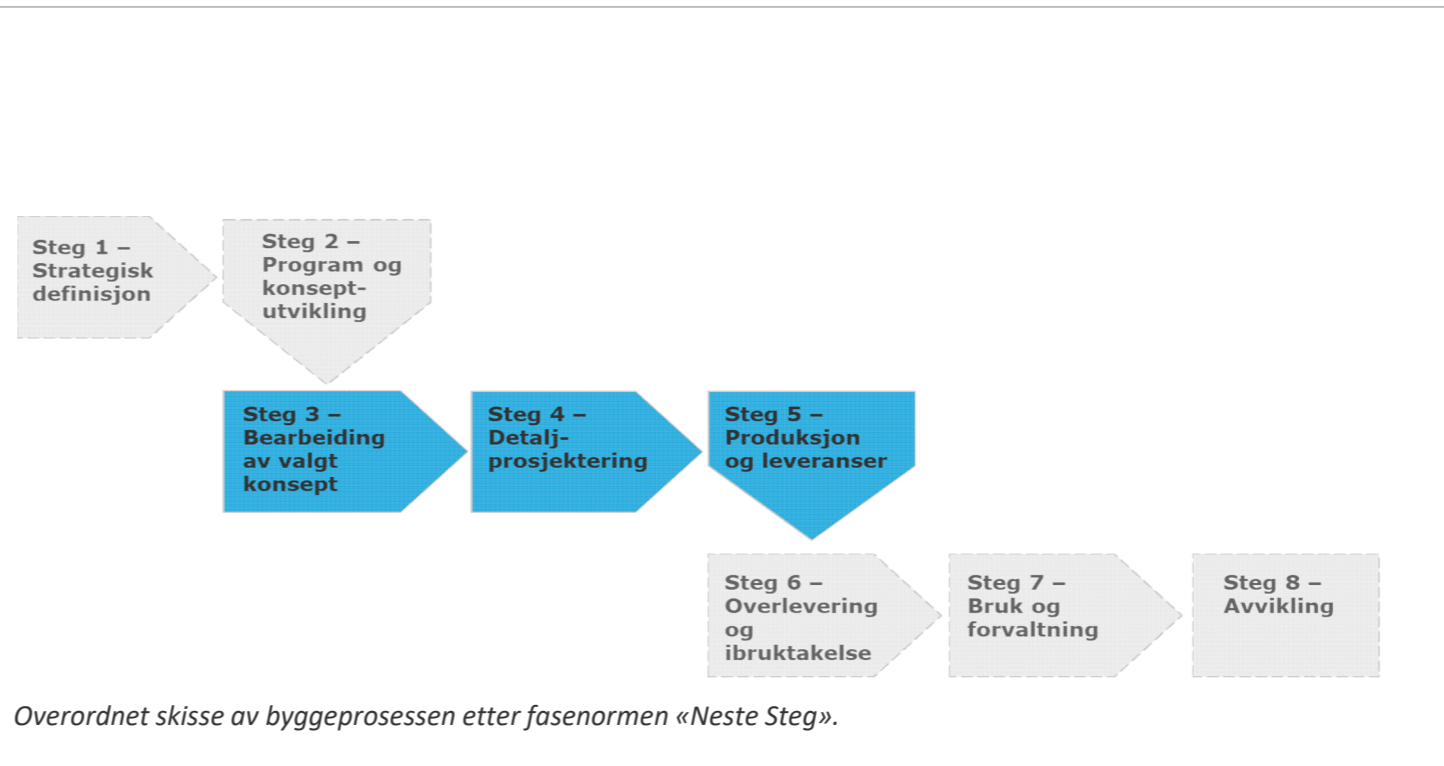 Steg 1 –
Strategisk
definisjon
Steg 2 –
Program og
konsept-
utvikling
Steg 3 –
Bearbeiding
av valgt
konsept
Steg 4 –
Detalj-
prosjektering
Steg 5 –
Produksjon
og leveranser
Steg 6 –
Overlevering
og
ibruktakelse
Steg 7 –
Bruk og
forvaltning
Steg 8 –
Avvikling
Overordnet skisse av byggeprosessen etter fasenormen «Neste Steg».